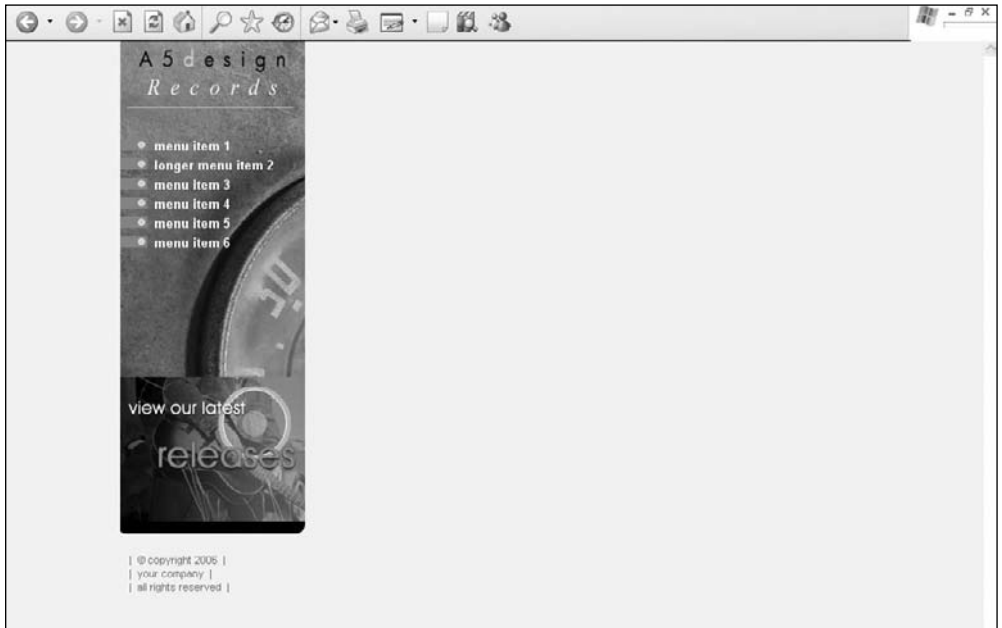 A5design
Records
menu item 1
longer menu item 2
menu item 3
menu item 4
menu item 5
menu item 6
30
view our latest
releases
| © copyright 2006 |
| your company |
| all rights reserved |